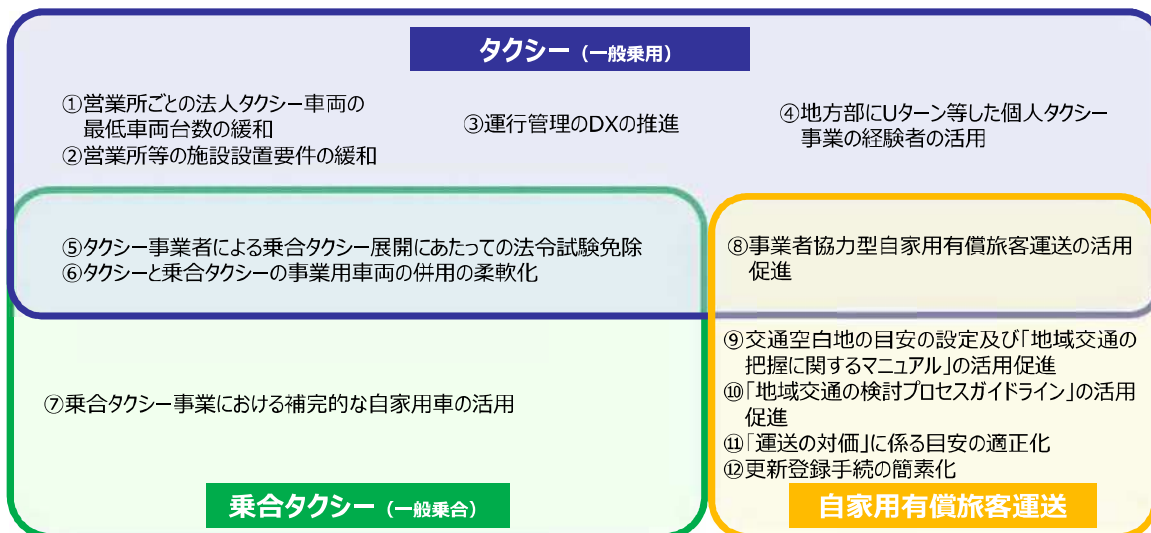 タクシー（一般乗用）
①営業所ごとの法人タクシー車両の
最低車両台数の緩和
②営業所等の施設設置要件の緩和
③運行管理のDXの推進
④地方部にUターン等した個人タクシー
事業の経験者の活用
⑤タクシー事業者による乗合タクシー展開にあたっての法令試験免除
⑥タクシーと乗合タクシーの事業用車両の併用の柔軟化
⑧事業者協力型自家用有償旅客運送の活用
促進
⑦乗合タクシー事業における補完的な自家用車の活用
⑨交通空白地の目安の設定及び「地域交通の
把握に関するマニュアル」の活用促進
⑩「地域交通の検討プロセスガイドライン」の活用
促進
⑪「運送の対価」に係る目安の適正化
⑫更新登録手続の簡素化
乗合タクシー（一般乗合）
自家用有償旅客運送